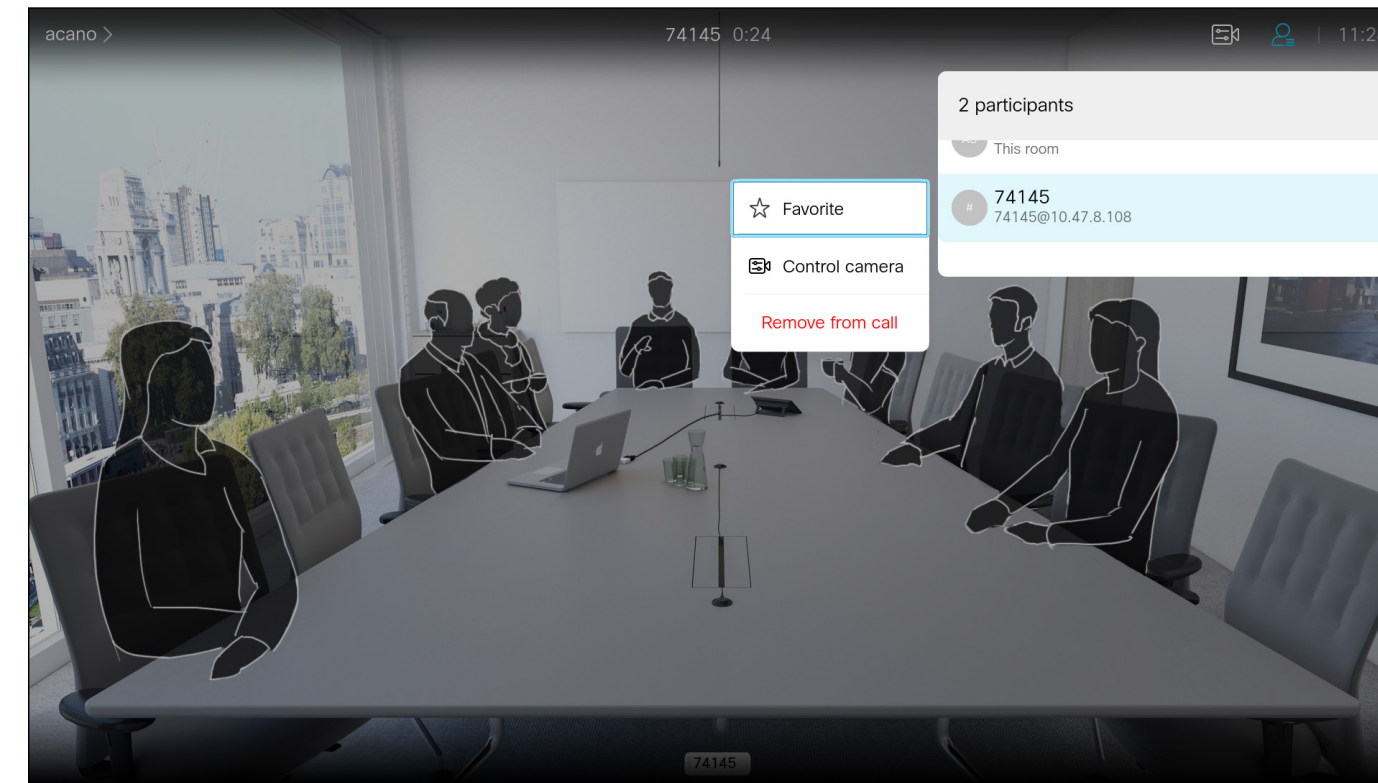 acano
74145 0:24
2 participants
This room
74145
74145@10.47.8.108
Favorite
Control camera
Remove from call
74145